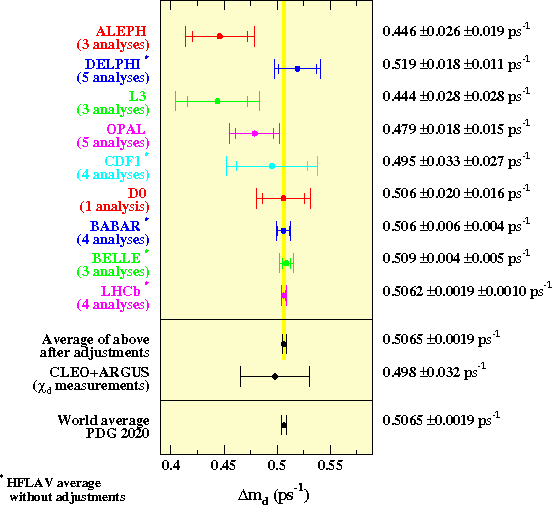 ALEPH 0.446 ±0.026 ±0.019 ps⁻¹
(3 analyses)
DELPHI * 0.519 ±0.018 ±0.011 ps⁻¹
(5 analyses)
L3 0.444 ±0.028 ±0.028 ps⁻¹
(3 analyses)
OPAL 0.479 ±0.018 ±0.015 ps⁻¹
(5 analyses)
CDF1 * 0.495 ±0.033 ±0.027 ps⁻¹
(4 analyses)
D0 0.506 ±0.020 ±0.016 ps⁻¹
(1 analysis)
BABAR * 0.506 ±0.006 ±0.004 ps⁻¹
(4 analyses)
BELLE * 0.509 ±0.004 ±0.005 ps⁻¹
(3 analyses)
LHCb * 0.5062 ±0.0019 ±0.0010 ps⁻¹
(4 analyses)
Average of above 0.5065 ±0.0019 ps⁻¹
after adjustments
CLEO+ARGUS 0.498 ±0.032 ps⁻¹
(χd measurements)
World average 0.5065 ±0.0019 ps⁻¹
PDG 2020
0.4 0.45 0.5 0.55
* HFLAV average
without adjustments
Δmd (ps⁻¹)